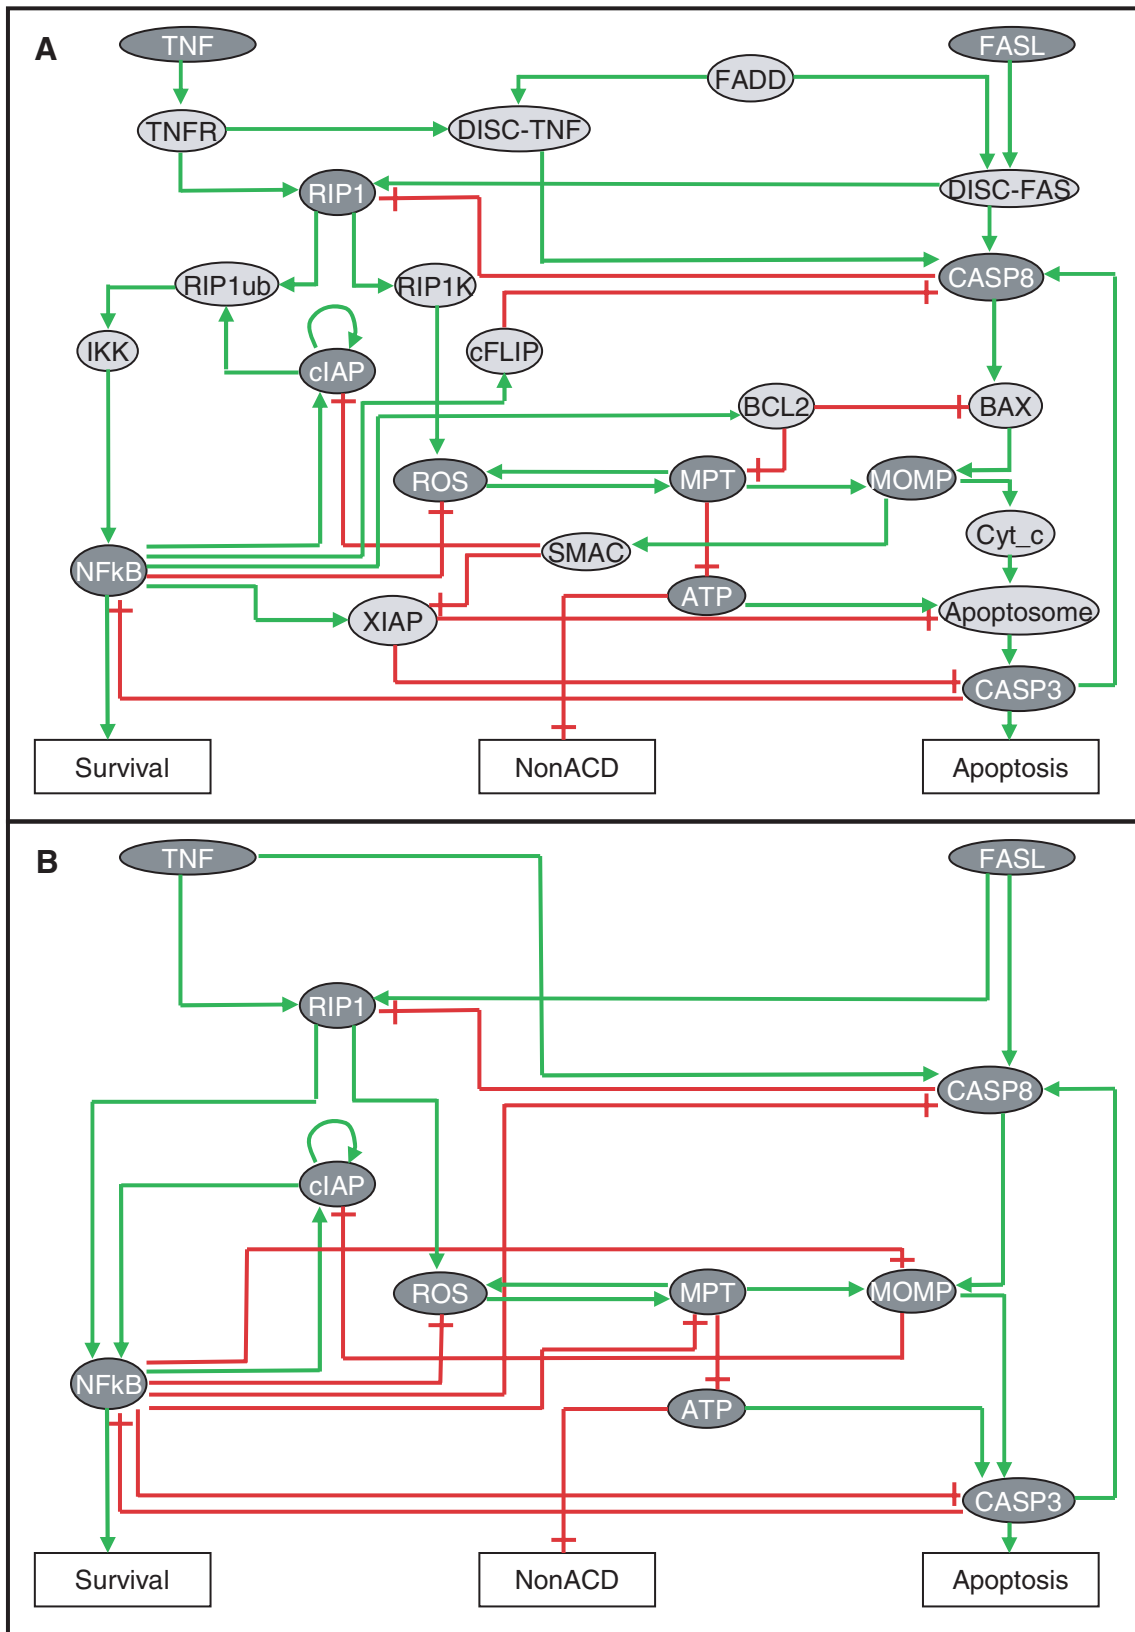 A
TNF
FASL
FADD
TNFR
DISC-TNF
RIP1
DISC-FAS
RIP1ub
RIP1K
CASP8
IKK
cIAP
cFLIP
BCL2
BAX
ROS
MPT
MOMP
Cyt_c
SMAC
NFkB
ATP
Apoptosome
XIAP
CASP3
Survival
NonACD
Apoptosis
B
TNF
FASL
RIP1
CASP8
cIAP
ROS
MPT
MOMP
NFkB
ATP
CASP3
Survival
NonACD
Apoptosis